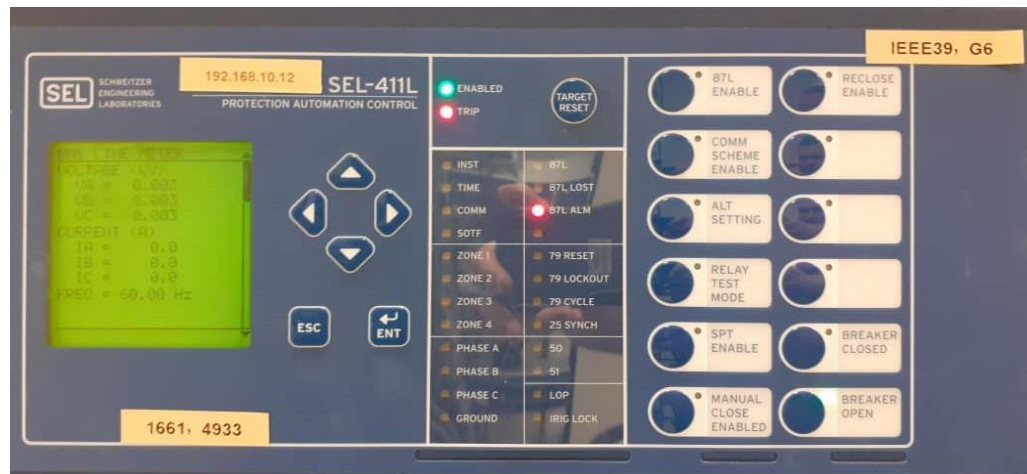 IEEE39, G6
SEL
SCHWEITZER
ENGINEERING
LABORATORIES
192.168.10.12
SEL-411L
PROTECTION AUTOMATION CONTROL
RMS LINE METER
VOLTAGE (kV)
VA = 0.003
VB = 0.003
VC = 0.003
CURRENT (A)
IA = 0.0
IB = 0.0
IC = 0.0
FREQ = 60.00 Hz
ESC
ENT
1661, 4933
ENABLED
TRIP
TARGET
RESET
INST
TIME
COMM
SOTF
ZONE 1
ZONE 2
ZONE 3
ZONE 4
PHASE A
PHASE B
PHASE C
GROUND
87L
87L LOST
87L ALM
79 RESET
79 LOCKOUT
79 CYCLE
25 SYNCH
50
51
LOP
IRIG LOCK
87L
ENABLE
COMM
SCHEME
ENABLE
ALT
SETTING
RELAY
TEST
MODE
SPT
ENABLE
MANUAL
CLOSE
ENABLED
RECLOSE
ENABLE
BREAKER
CLOSED
BREAKER
OPEN